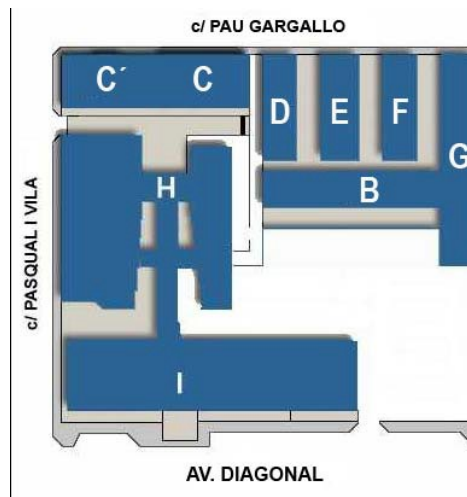 c/ PAU GARGALLO
C´ C
D E F
G
B
H
c/ PASQUAL I VILA
I
AV. DIAGONAL